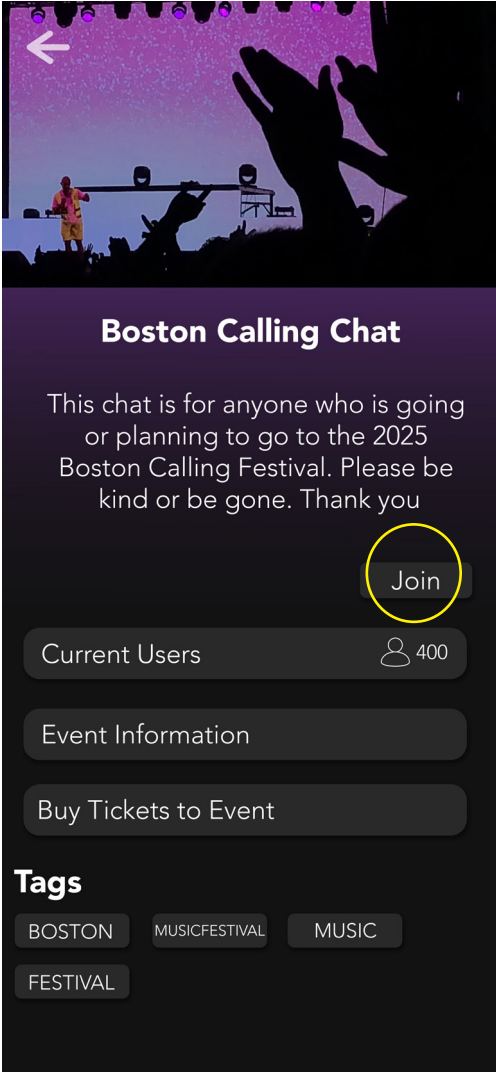 Boston Calling Chat
This chat is for anyone who is going
or planning to go to the 2025
Boston Calling Festival. Please be
kind or be gone. Thank you
Join
Current Users 400
Event Information
Buy Tickets to Event
Tags
BOSTON MUSICFESTIVAL MUSIC
FESTIVAL